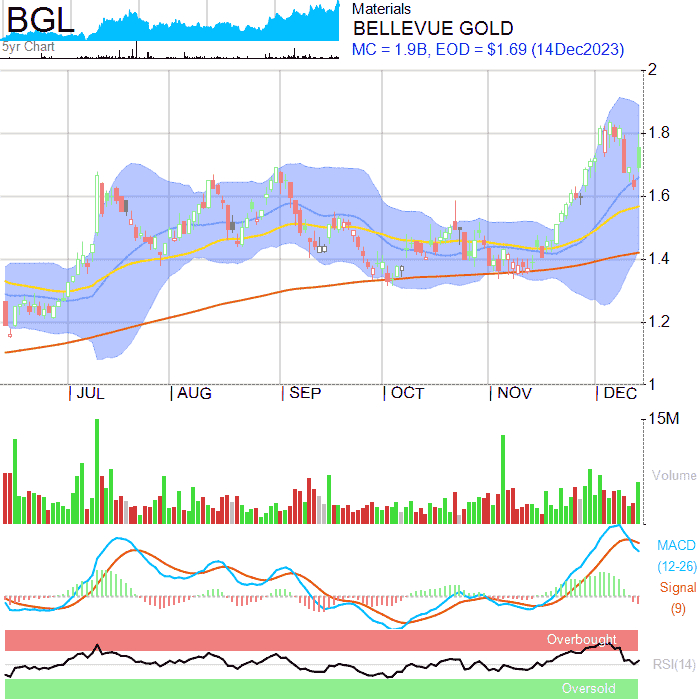 BGL
5yr Chart
Materials
BELLEVUE GOLD
MC = 1.9B, EOD = $1.69 (14Dec2023)
2
1.8
1.6
1.4
1.2
1
JUL AUG SEP OCT NOV DEC
15M
Volume
MACD
(12-26)
Signal
(9)
Overbought
RSI(14)
Oversold